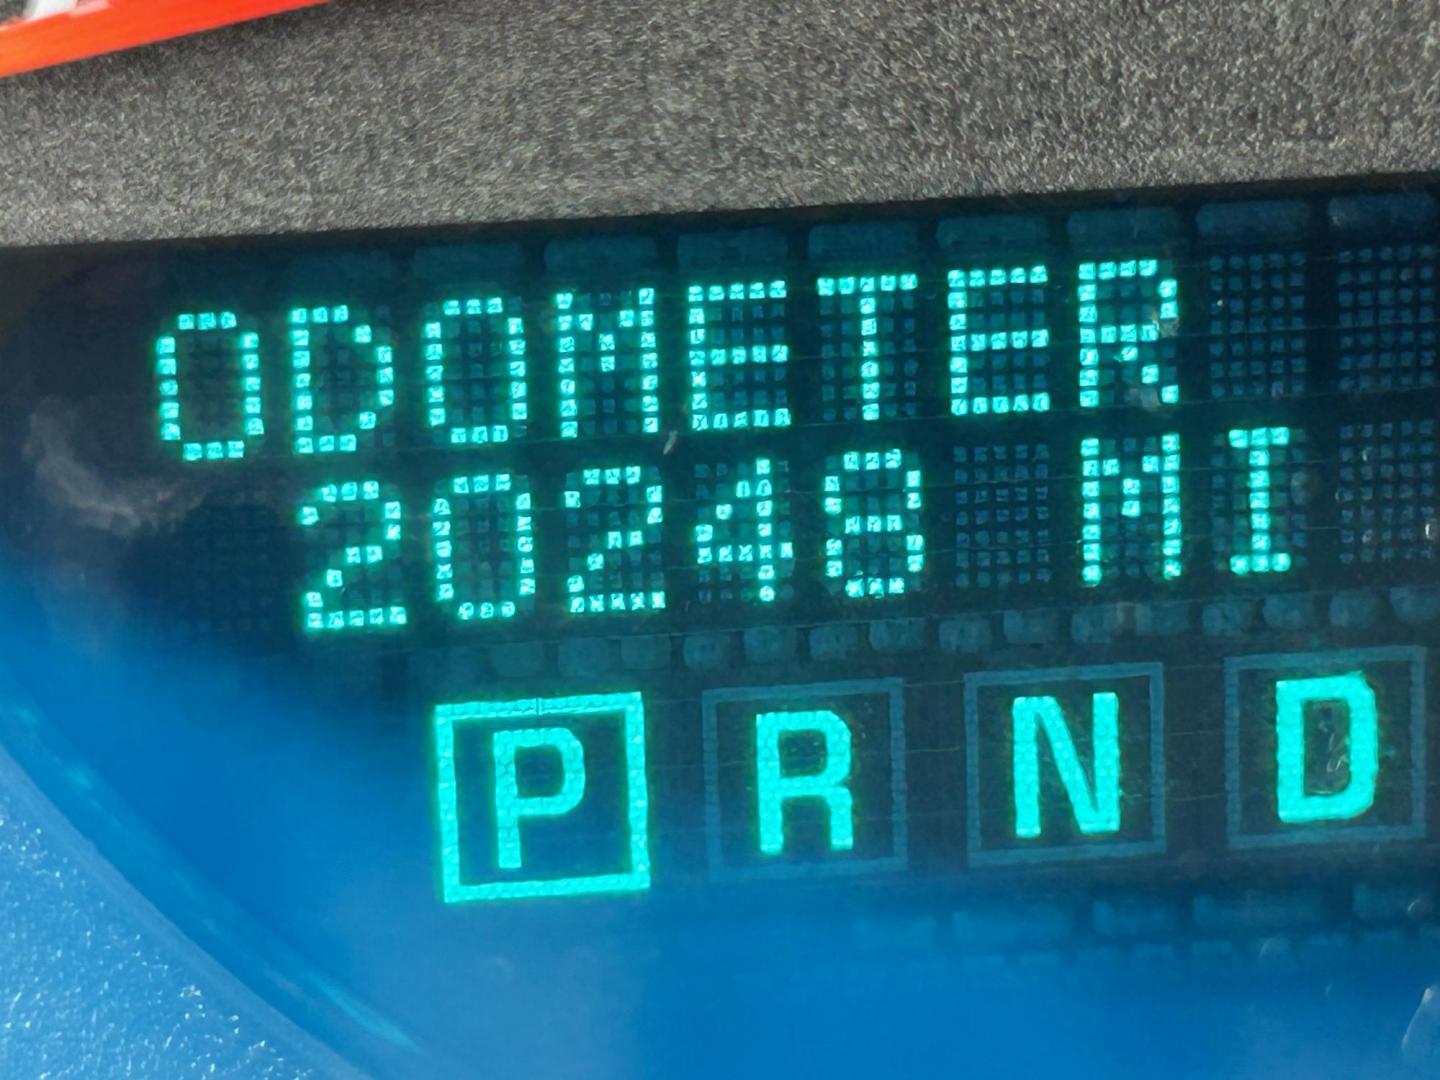 ODOMETER
20248 MI
P R N D